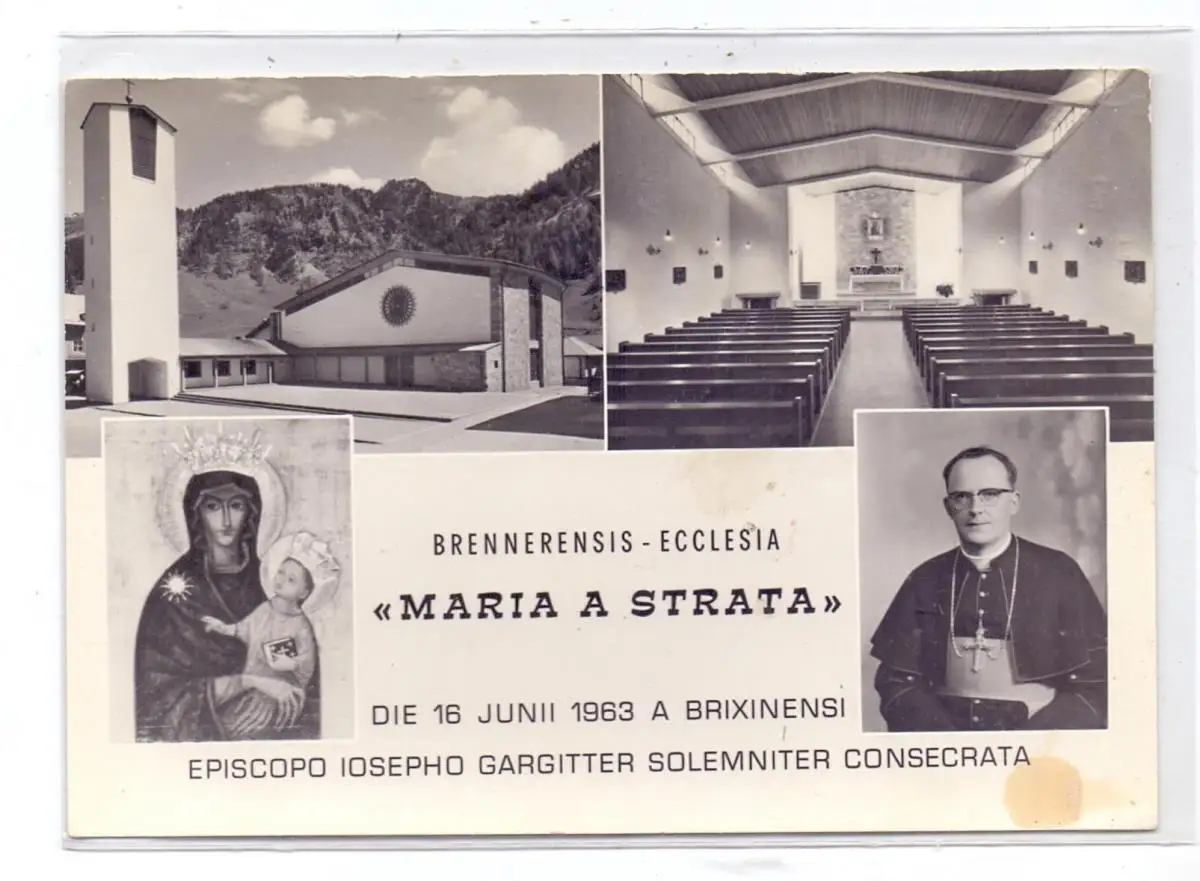 BRENNERENSIS - ECCLESIA
«MARIA A STRATA»
DIE 16 JUNII 1963 A BRIXINENSI
EPISCOPO IOSEPHO GARGITTER SOLEMNITER CONSECRATA